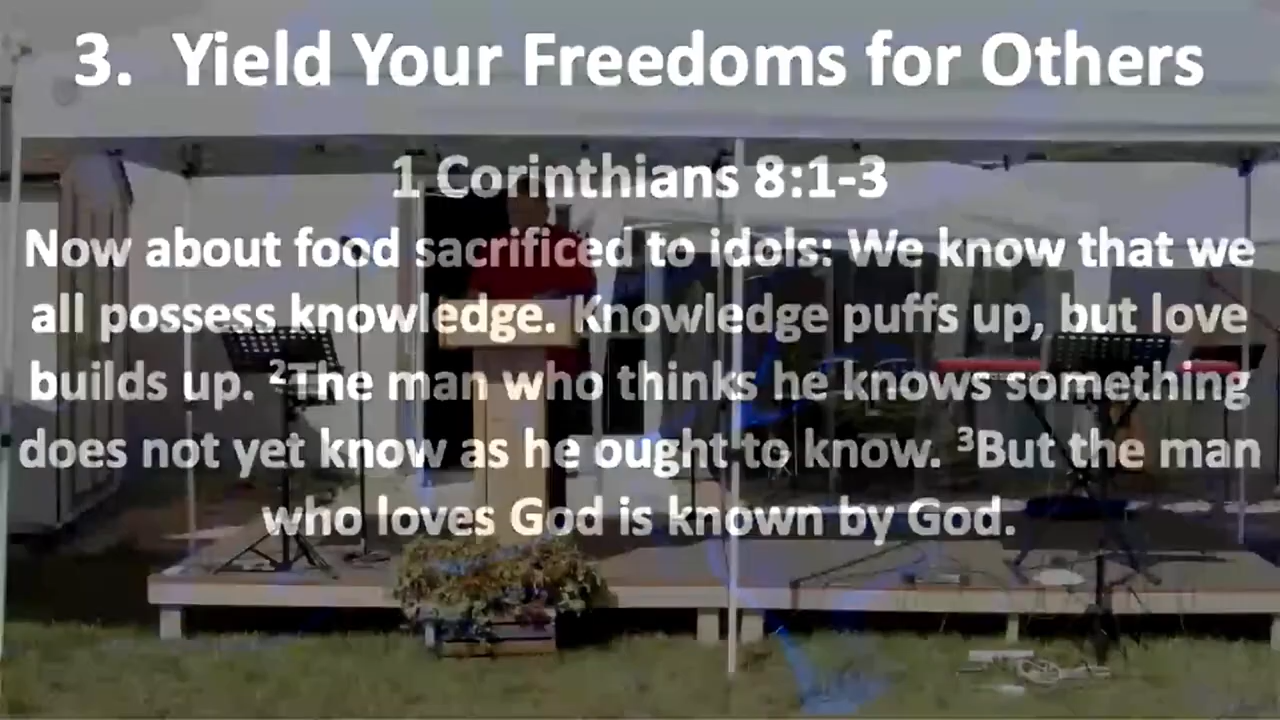 3. Yield Your Freedoms for Others
1 Corinthians 8:1-3
Now about food sacrificed to idols: We know that we
all possess knowledge. Knowledge puffs up, but love
builds up. ²The man who thinks he knows something
does not yet know as he ought to know. ³But the man
who loves God is known by God.